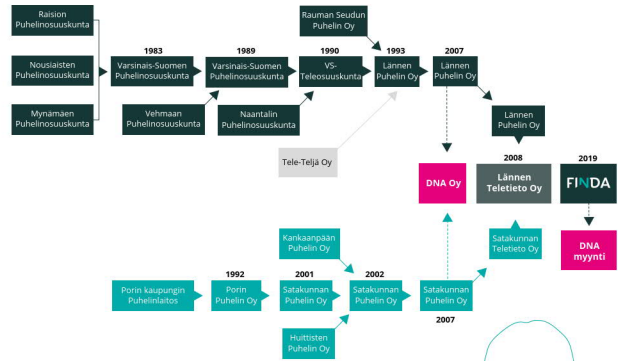 Raision
Puhelinosuuskunta
Nousiaisten
Puhelinosuuskunta
Mynämäen
Puhelinosuuskunta
1983
Varsinais-Suomen
Puhelinosuuskunta
Vehmaan
Puhelinosuuskunta
1989
Varsinais-Suomen
Puhelinosuuskunta
Naantalin
Puhelinosuuskunta
1990
VS-
Teleosuuskunta
Rauman Seudun
Puhelin Oy
Tele-Teljä Oy
1993
Lännen
Puhelin Oy
2007
Lännen
Puhelin Oy
Lännen
Puhelin Oy
DNA Oy
2008
Lännen
Teletieto Oy
2019
FINDA
DNA
myynti
Porin kaupungin
Puhelinlaitos
1992
Porin
Puhelin Oy
2001
Satakunnan
Puhelin Oy
Kankaanpään
Puhelin Oy
Huittisten
Puhelin Oy
2002
Satakunnan
Puhelin Oy
Satakunnan
Puhelin Oy
2007
Satakunnan
Teletieto Oy